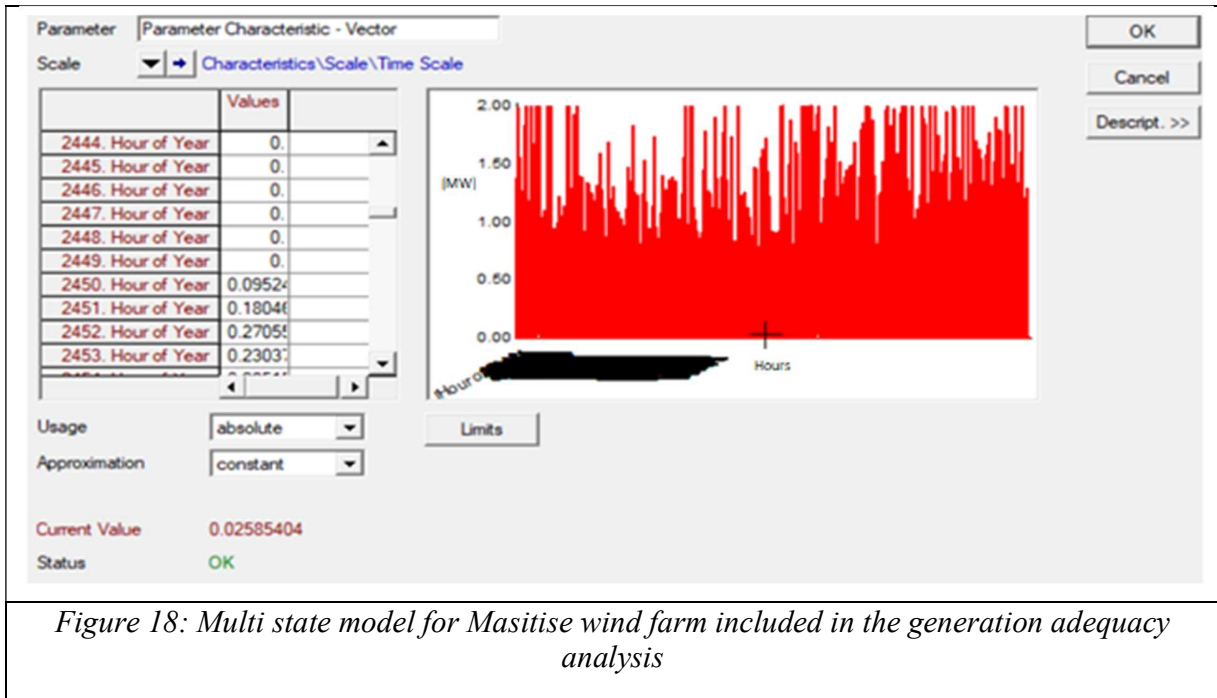 Parameter Parameter Characteristic - Vector
OK
Scale Characteristics\Scale\Time Scale
Cancel
Descript. >>
Values
2444. Hour of Year 0.
2445. Hour of Year 0.
2446. Hour of Year 0.
2447. Hour of Year 0.
2448. Hour of Year 0.
2449. Hour of Year 0.
2450. Hour of Year 0.09524
2451. Hour of Year 0.18046
2452. Hour of Year 0.27055
2453. Hour of Year 0.23037
2.00
1.50
[MW]
1.00
0.50
0.00
Hours
Usage absolute
Limits
Approximation constant
Current Value 0.02585404
Status OK
Figure 18: Multi state model for Masitise wind farm included in the generation adequacy
analysis